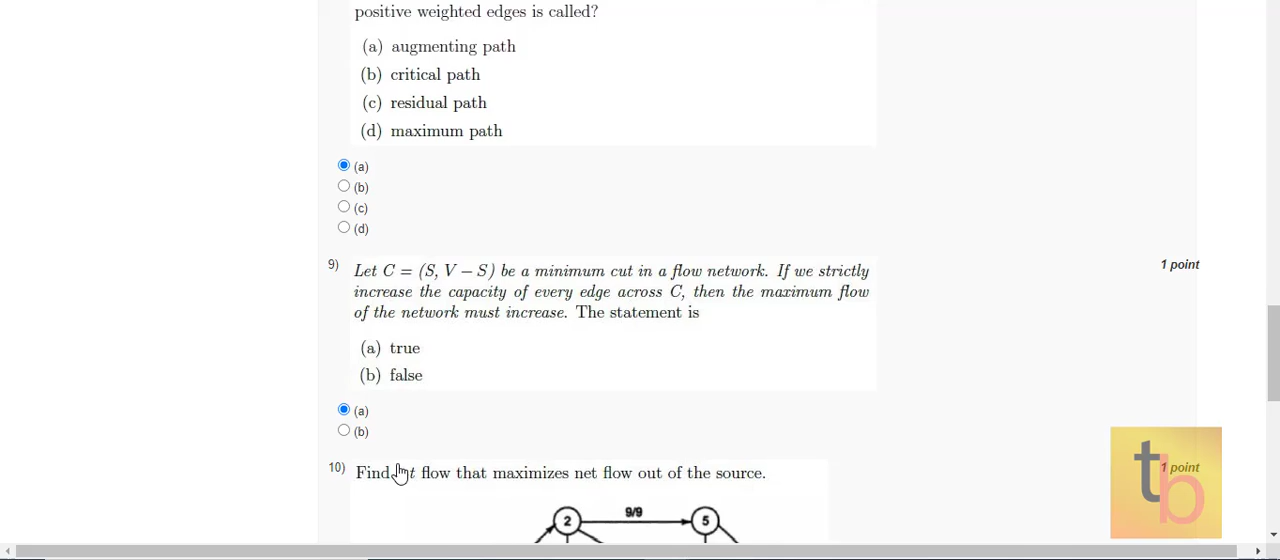 positive weighted edges is called?
(a) augmenting path
(b) critical path
(c) residual path
(d) maximum path
(a)
(b)
(c)
(d)
9) Let C = (S, V − S) be a minimum cut in a flow network. If we strictly 1 point
increase the capacity of every edge across C, then the maximum flow
of the network must increase. The statement is
(a) true
(b) false
(a)
(b)
10) Find t flow that maximizes net flow out of the source. 1 point
2 9/9 5
tb